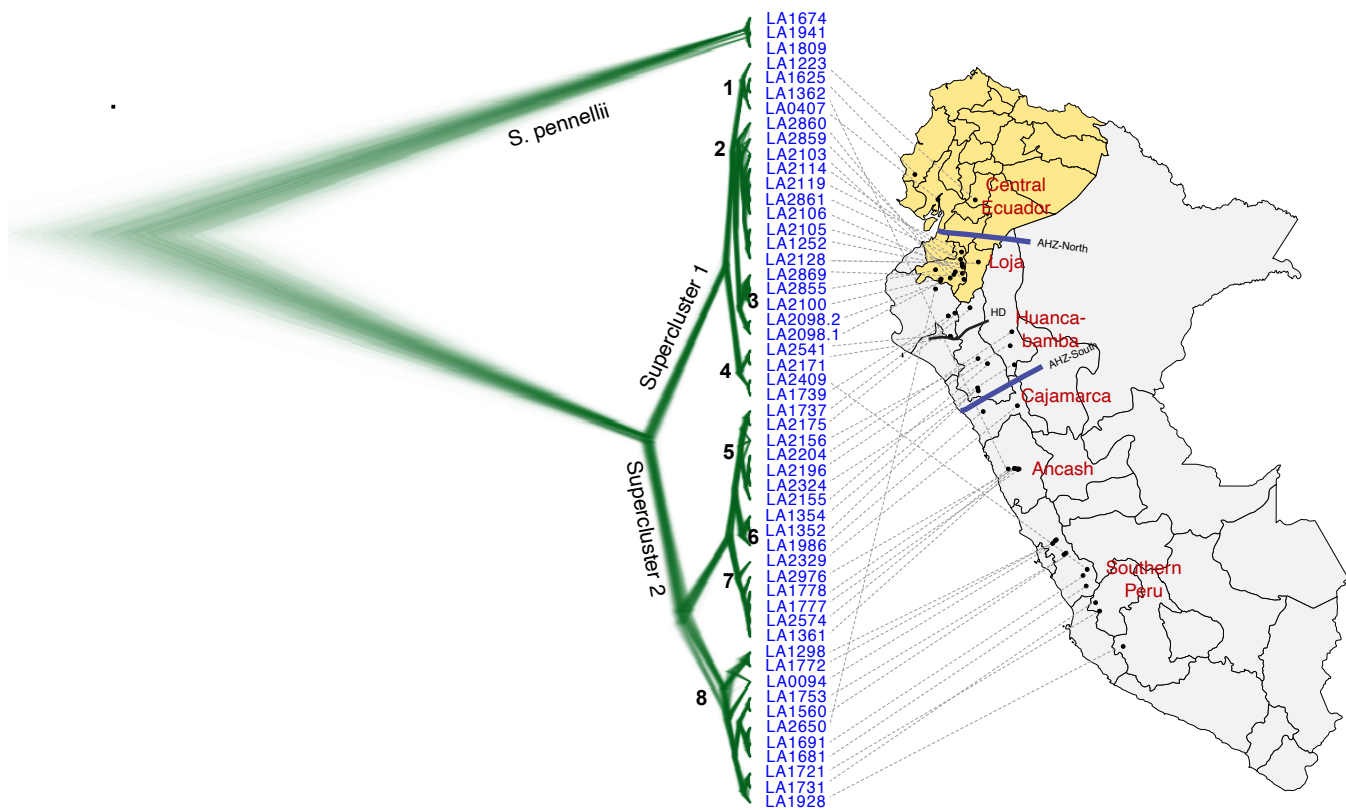 LA1674
LA1941
LA1809
LA1223
LA1625
LA1362
LA0407
LA2860
LA2859
LA2103
LA2114
LA2119
LA2861
LA2106
LA2105
LA1252
LA2128
LA2869
LA2855
LA2100
LA2098.2
LA2098.1
LA2541
LA2171
LA2409
LA1739
LA1737
LA2175
LA2156
LA2204
LA2196
LA2324
LA2155
LA1354
LA1352
LA1986
LA2329
LA2976
LA1778
LA1777
LA2574
LA1361
LA1298
LA1772
LA0094
LA1753
LA1560
LA2650
LA1691
LA1681
LA1721
LA1731
LA1928
S. pennellii
Supercluster 1
Supercluster 2
1
2
3
4
5
6
7
8
Central
Ecuador
AHZ-North
Loja
HD
Huanca-
bamba
AHZ-South
Cajamarca
Ancash
Southern
Peru